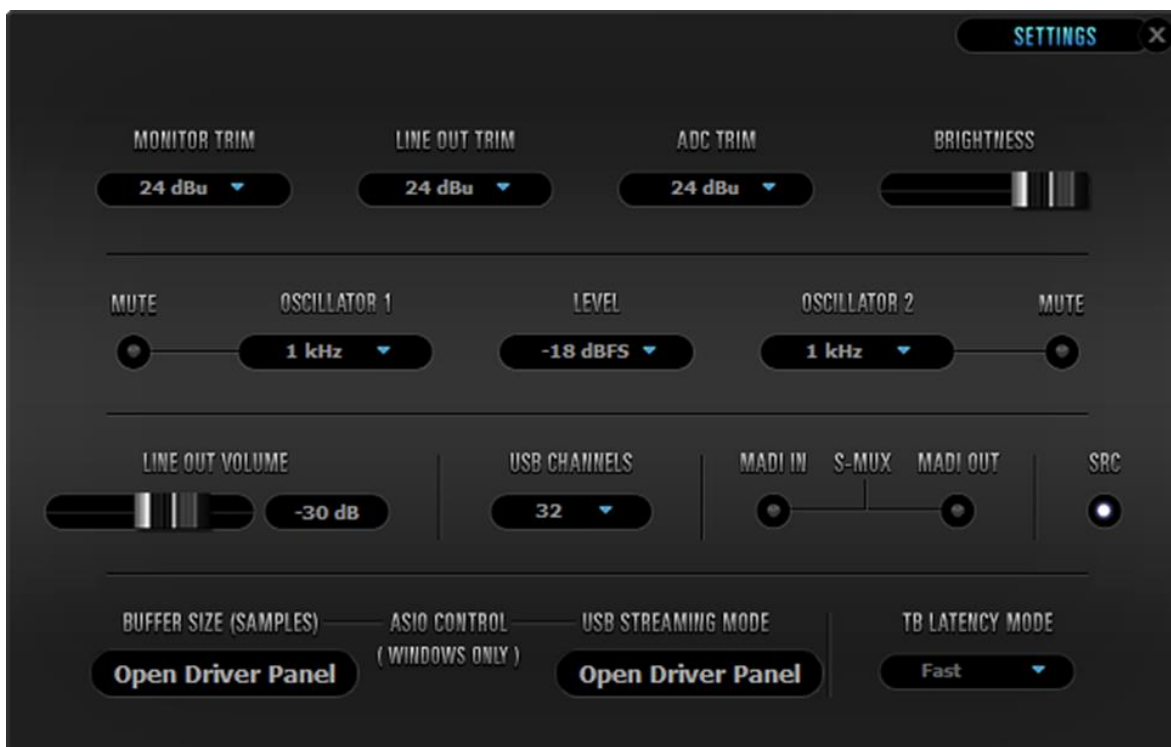 SETTINGS X
MONITOR TRIM LINE OUT TRIM ADC TRIM BRIGHTNESS
24 dBu 24 dBu 24 dBu
MUTE OSCILLATOR 1 LEVEL OSCILLATOR 2 MUTE
1 kHz -18 dBFS 1 kHz
LINE OUT VOLUME USB CHANNELS MADI IN S-MUX MADI OUT SRC
-30 dB 32
BUFFER SIZE (SAMPLES) ASIO CONTROL USB STREAMING MODE TB LATENCY MODE
( WINDOWS ONLY )
Open Driver Panel Open Driver Panel Fast